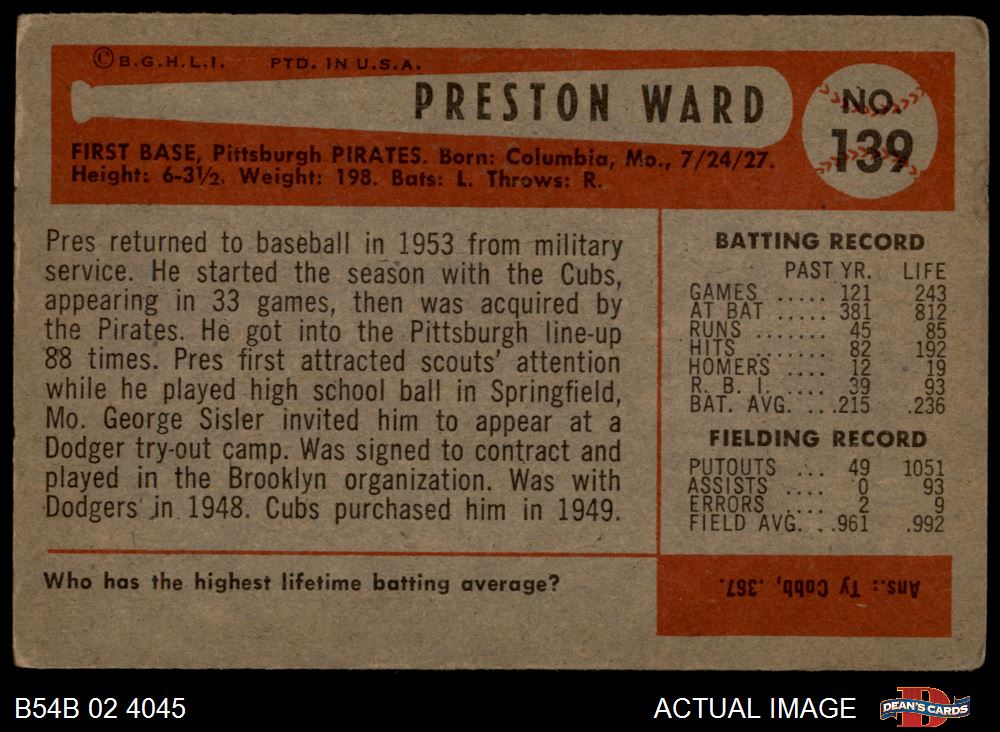 © B.G.H.L.I. PTD. IN U.S.A.
PRESTON WARD
NO. 139
FIRST BASE, Pittsburgh PIRATES. Born: Columbia, Mo., 7/24/27.
Height: 6-3½. Weight: 198. Bats: L. Throws: R.
Pres returned to baseball in 1953 from military
service. He started the season with the Cubs,
appearing in 33 games, then was acquired by
the Pirates. He got into the Pittsburgh line-up
88 times. Pres first attracted scouts' attention
while he played high school ball in Springfield,
Mo. George Sisler invited him to appear at a
Dodger try-out camp. Was signed to contract and
played in the Brooklyn organization. Was with
Dodgers in 1948. Cubs purchased him in 1949.
BATTING RECORD
PAST YR. LIFE
GAMES ..... 121 243
AT BAT ..... 381 812
RUNS ....... 45 85
HITS ....... 82 192
HOMERS .... 12 19
R. B. I. .... 39 93
BAT. AVG. ...215 .236
FIELDING RECORD
PUTOUTS ... 49 1051
ASSISTS .... 0 93
ERRORS .... 2 9
FIELD AVG. ..961 .992
Who has the highest lifetime batting average?
Ans.: Ty Cobb, .367.
B54B 02 4045
ACTUAL IMAGE
D
DEAN'S CARDS